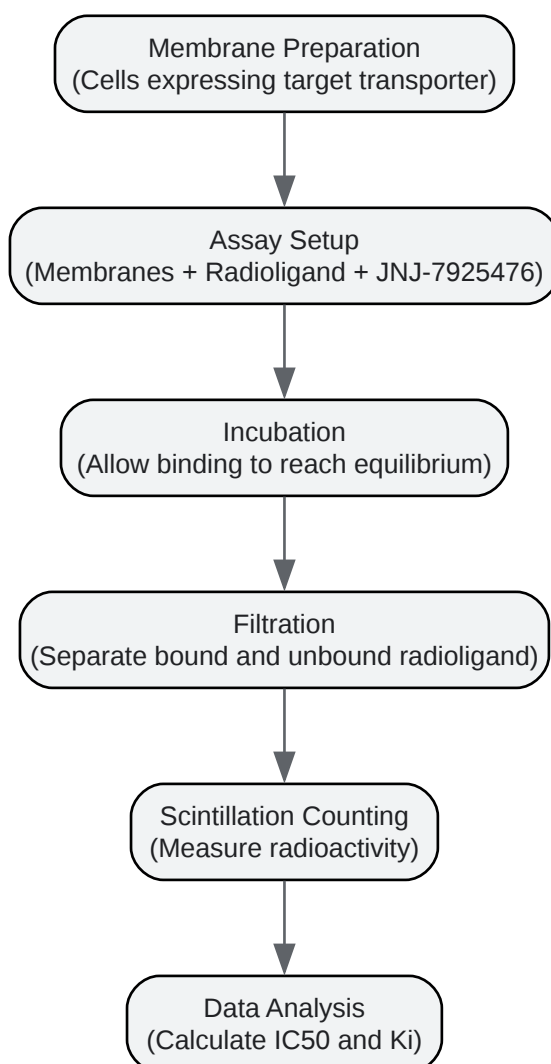 Membrane Preparation
(Cells expressing target transporter)
Assay Setup
(Membranes + Radioligand + JNJ-7925476)
Incubation
(Allow binding to reach equilibrium)
Filtration
(Separate bound and unbound radioligand)
Scintillation Counting
(Measure radioactivity)
Data Analysis
(Calculate IC50 and Ki)